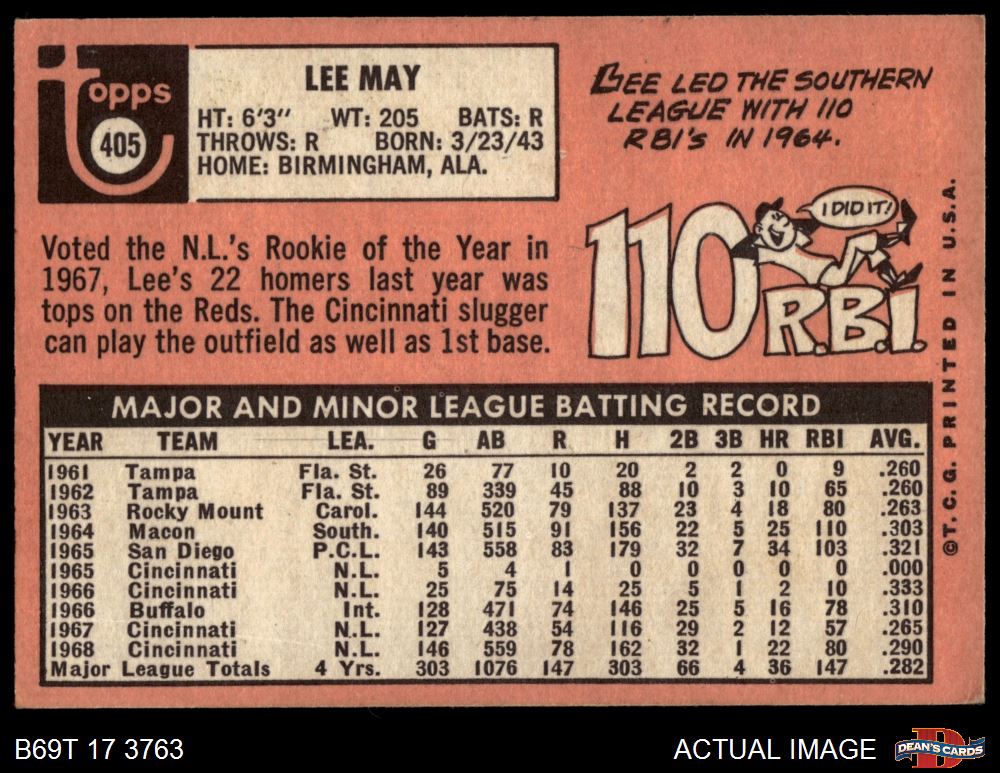 Topps
405
LEE MAY
HT: 6'3" WT: 205 BATS: R
THROWS: R BORN: 3/23/43
HOME: BIRMINGHAM, ALA.
LEE LED THE SOUTHERN
LEAGUE WITH 110
RBI's IN 1964.
I DID IT!
110 R.B.I.
Voted the N.L.'s Rookie of the Year in
1967, Lee's 22 homers last year was
tops on the Reds. The Cincinnati slugger
can play the outfield as well as 1st base.
MAJOR AND MINOR LEAGUE BATTING RECORD
YEAR TEAM LEA. G AB R H 2B 3B HR RBI AVG.
1961 Tampa Fla. St. 26 77 10 20 2 2 0 9 .260
1962 Tampa Fla. St. 89 339 45 88 10 3 10 65 .260
1963 Rocky Mount Carol. 144 520 79 137 23 4 18 80 .263
1964 Macon South. 140 515 91 156 22 5 25 110 .303
1965 San Diego P.C.L. 143 558 83 179 32 7 34 103 .321
1965 Cincinnati N.L. 5 4 1 0 0 0 0 0 .000
1966 Cincinnati N.L. 25 75 14 25 5 1 2 10 .333
1966 Buffalo Int. 128 471 74 146 25 5 16 78 .310
1967 Cincinnati N.L. 127 438 54 116 29 2 12 57 .265
1968 Cincinnati N.L. 146 559 78 162 32 1 22 80 .290
Major League Totals 4 Yrs. 303 1076 147 303 66 4 36 147 .282
©T.C.G. PRINTED IN U.S.A.
B69T 17 3763
ACTUAL IMAGE
D
DEAN'S CARDS